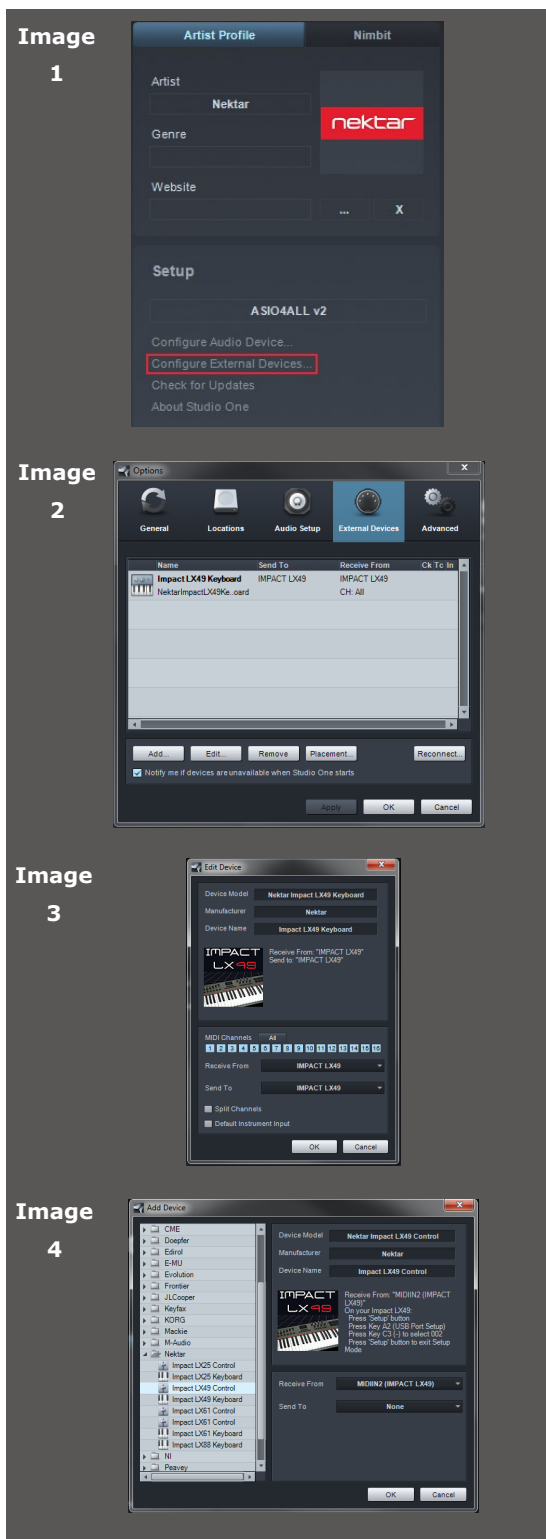 Image
1
Artist Profile
Nimbit
Artist
Nektar
nektar
Genre
Website
...
X
Setup
ASIO4ALL v2
Configure Audio Device...
Configure External Devices...
Check for Updates
About Studio One
Image
2
Options
x
General
Locations
Audio Setup
External Devices
Advanced
Name Send To Receive From Ck Tc In
Impact LX49 Keyboard IMPACT LX49 IMPACT LX49
NektarImpactLX49Ke..oard CH: All
Add... Edit... Remove Placement... Reconnect...
Notify me if devices are unavailable when Studio One starts
Apply OK Cancel
Image
3
Edit Device
x
Device Model Nektar Impact LX49 Keyboard
Manufacturer Nektar
Device Name Impact LX49 Keyboard
IMPACT
LX49
Receive From: "IMPACT LX49"
Send to: "IMPACT LX49"
MIDI Channels All
1 2 3 4 5 6 7 8 9 10 11 12 13 14 15 16
Receive From IMPACT LX49
Send To IMPACT LX49
Split Channels
Default Instrument Input
OK Cancel
Image
4
Add Device
x
CME
Doepfer
Edirol
E-MU
Evolution
Frontier
JLCooper
Keyfax
KORG
Mackie
M-Audio
Nektar
Impact LX25 Control
Impact LX25 Keyboard
Impact LX49 Control
Impact LX49 Keyboard
Impact LX61 Control
Impact LX61 Control
Impact LX61 Keyboard
Impact LX88 Keyboard
NI
Peavey
Device Model Nektar Impact LX49 Control
Manufacturer Nektar
Device Name Impact LX49 Control
IMPACT
LX49
Receive From: "MIDIIN2 (IMPACT
LX49)"
On your Impact LX49:
Press 'Setup' button
Press Key A2 (USB Port Setup)
Press Key C3 (-) to select 002
Press 'Setup' button to exit Setup
Mode
Receive From MIDIIN2 (IMPACT LX49)
Send To None
OK Cancel